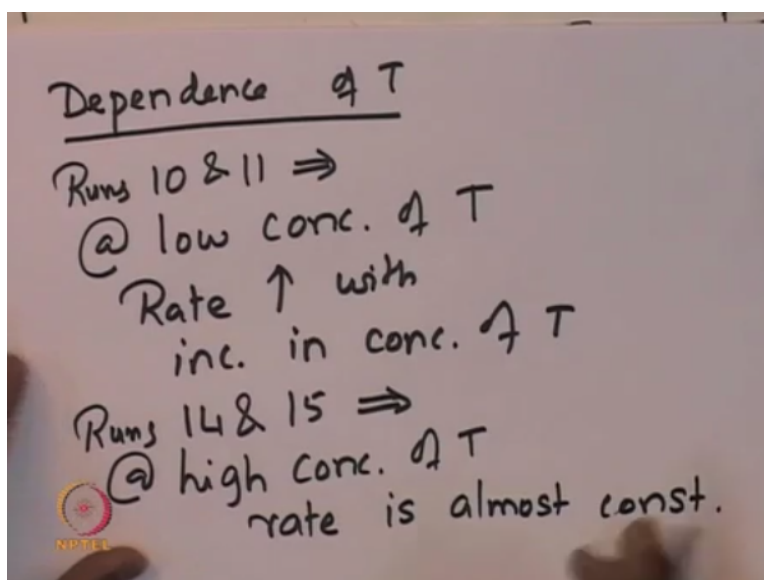 Dependence of T
Runs 10 & 11 ⇒
@ low conc. of T
Rate ↑ with
inc. in conc. of T
Runs 14 & 15 ⇒
@ high conc. of T
rate is almost const.
NPTEL